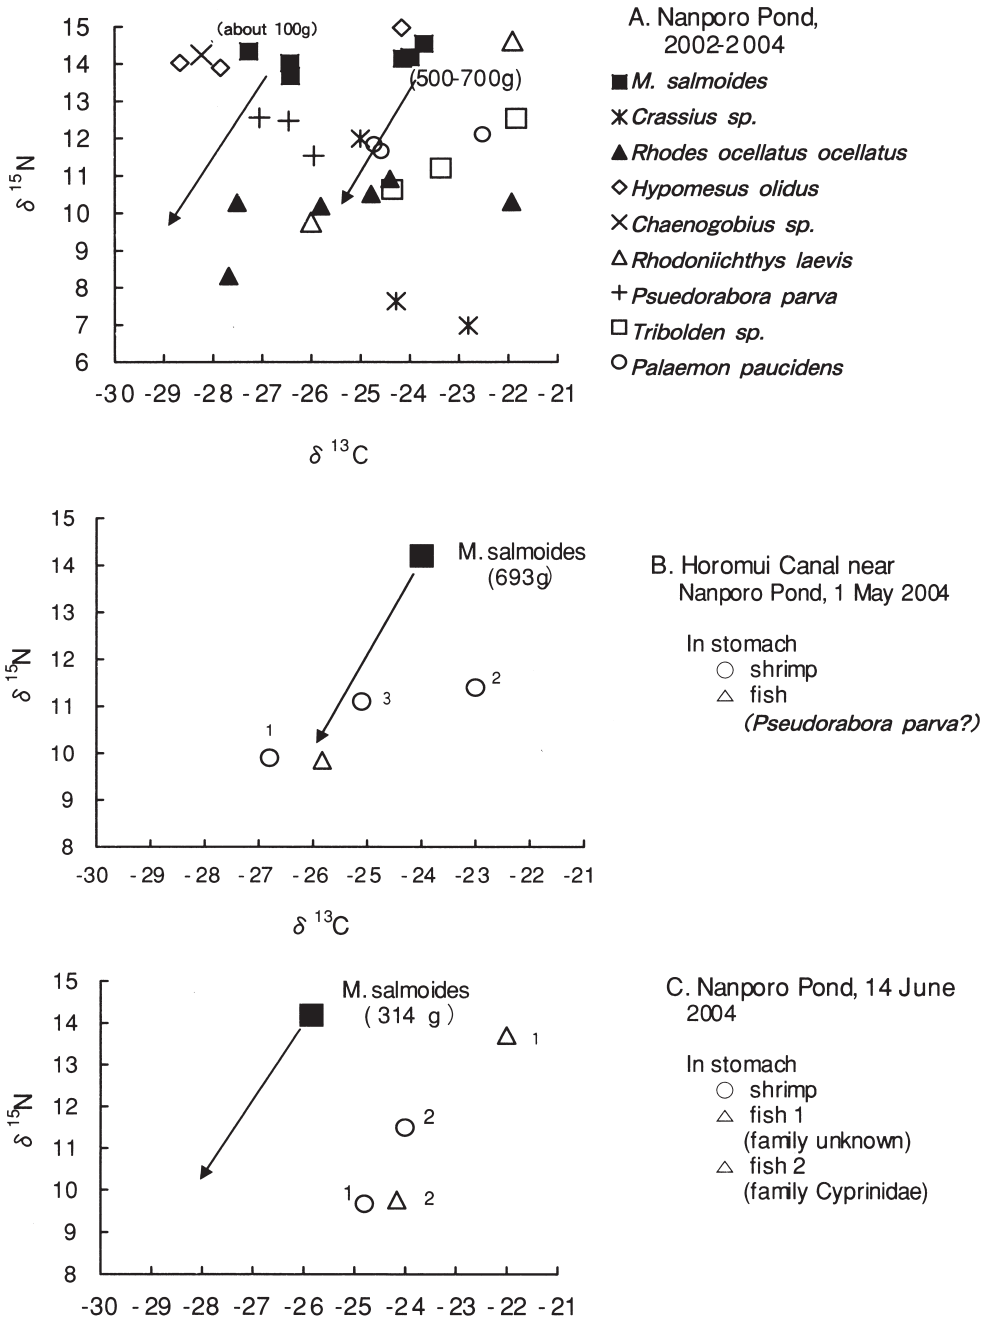 15
14
13
12
11
10
9
8
7
6
δ 15N
-30 -29 -28 -27 -26 -25 -24 -23 -22 -21
δ 13C
(about 100g)
(500-700g)
A. Nanporo Pond,
2002-2004
M. salmoides
Crassius sp.
Rhodes ocellatus ocellatus
Hypomesus olidus
Chaenogobius sp.
Rhodoniichthys laevis
Psuedorabora parva
Tribolden sp.
Palaemon paucidens
15
14
13
12
11
10
9
8
δ 15N
-30 -29 -28 -27 -26 -25 -24 -23 -22 -21
δ 13C
M. salmoides
(693g)
1
3
2
B. Horomui Canal near
Nanporo Pond, 1 May 2004
In stomach
shrimp
fish
(Pseudorabora parva?)
15
14
13
12
11
10
9
8
δ 15N
-30 -29 -28 -27 -26 -25 -24 -23 -22 -21
M. salmoides
( 314 g )
1
2
1
2
C. Nanporo Pond, 14 June
2004
In stomach
shrimp
fish 1
(family unknown)
fish 2
(family Cyprinidae)